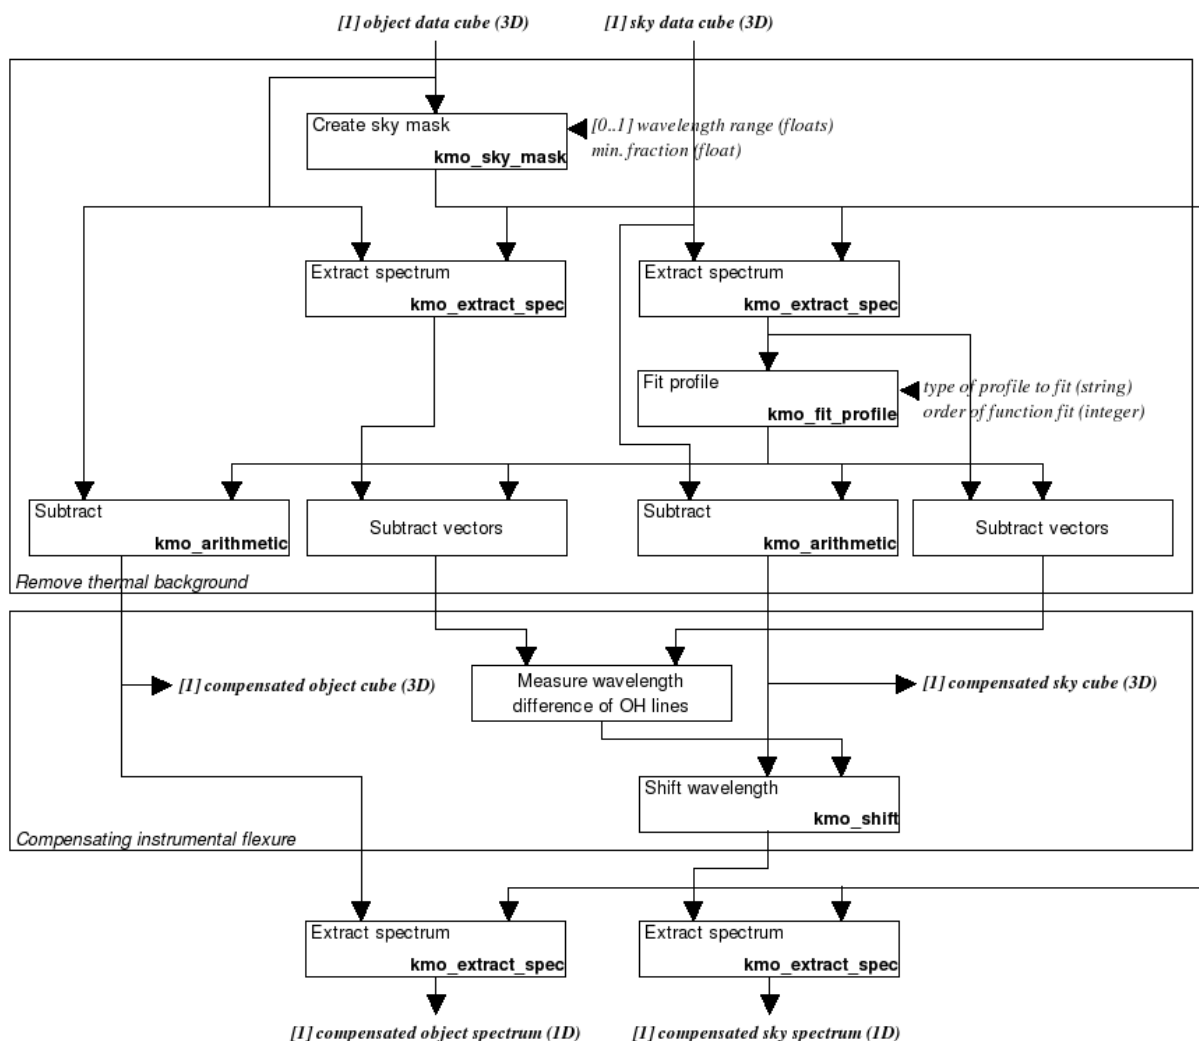 [1] object data cube (3D)
[1] sky data cube (3D)
Create sky mask
kmo_sky_mask
[0..1] wavelength range (floats)
min. fraction (float)
Extract spectrum
kmo_extract_spec
Extract spectrum
kmo_extract_spec
Fit profile
kmo_fit_profile
type of profile to fit (string)
order of function fit (integer)
Subtract
kmo_arithmetic
Subtract vectors
Subtract
kmo_arithmetic
Subtract vectors
Remove thermal background
[1] compensated object cube (3D)
Measure wavelength
difference of OH lines
[1] compensated sky cube (3D)
Shift wavelength
kmo_shift
Compensating instrumental flexure
Extract spectrum
kmo_extract_spec
Extract spectrum
kmo_extract_spec
[1] compensated object spectrum (1D)
[1] compensated sky spectrum (1D)